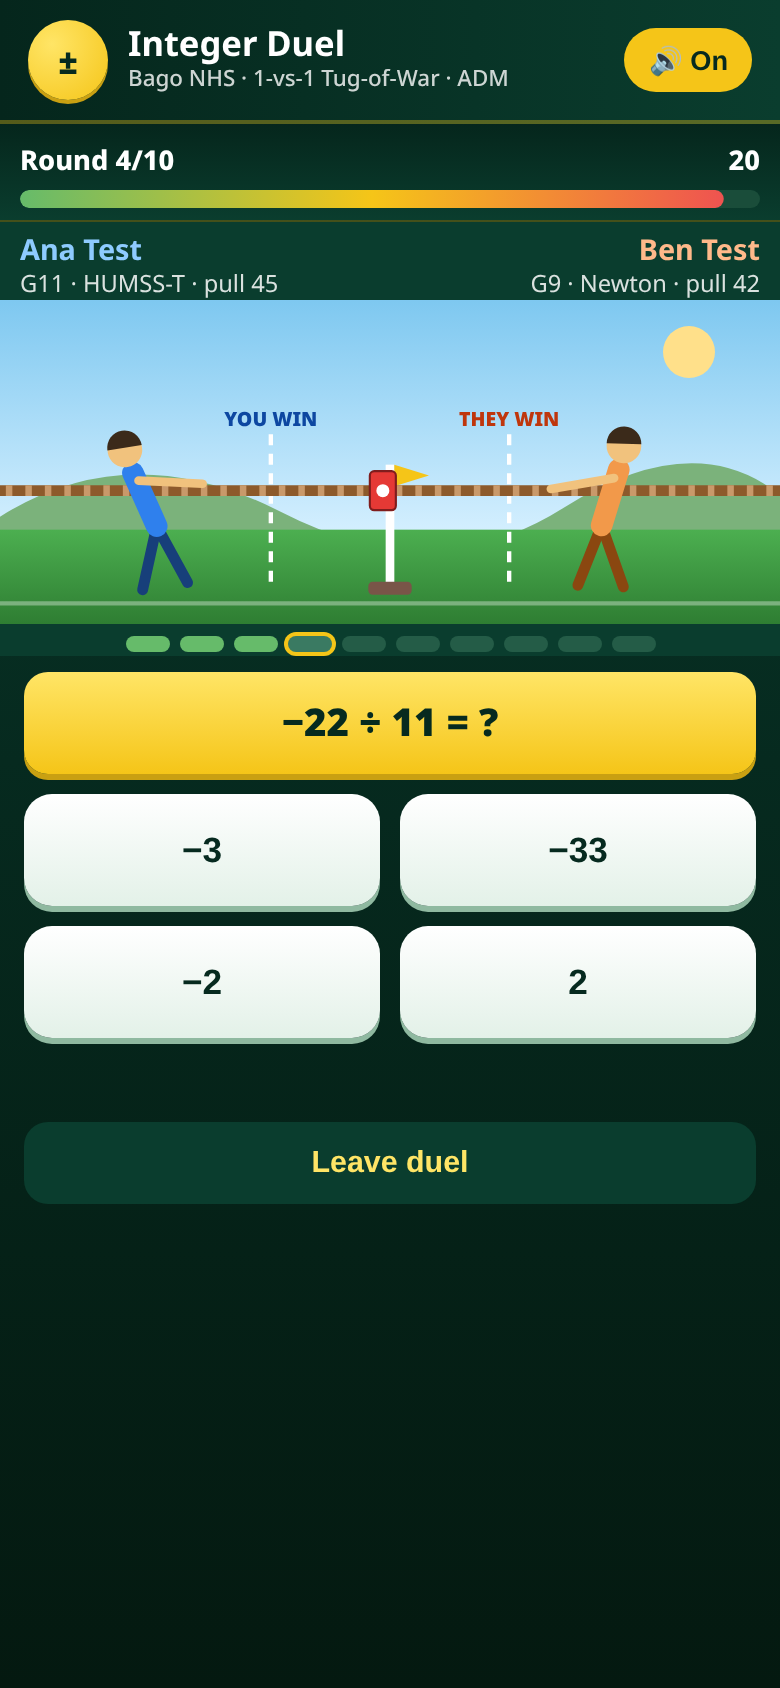 ±
Integer Duel
Bago NHS · 1-vs-1 Tug-of-War · ADM
🔊 On
Round 4/10
20
Ana Test
Ben Test
G11 · HUMSS-T · pull 45
G9 · Newton · pull 42
YOU WIN
THEY WIN
−22 ÷ 11 = ?
−3
−33
−2
2
Leave duel